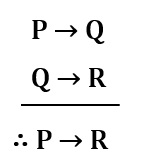 P → Q
Q → R
∴ P → R